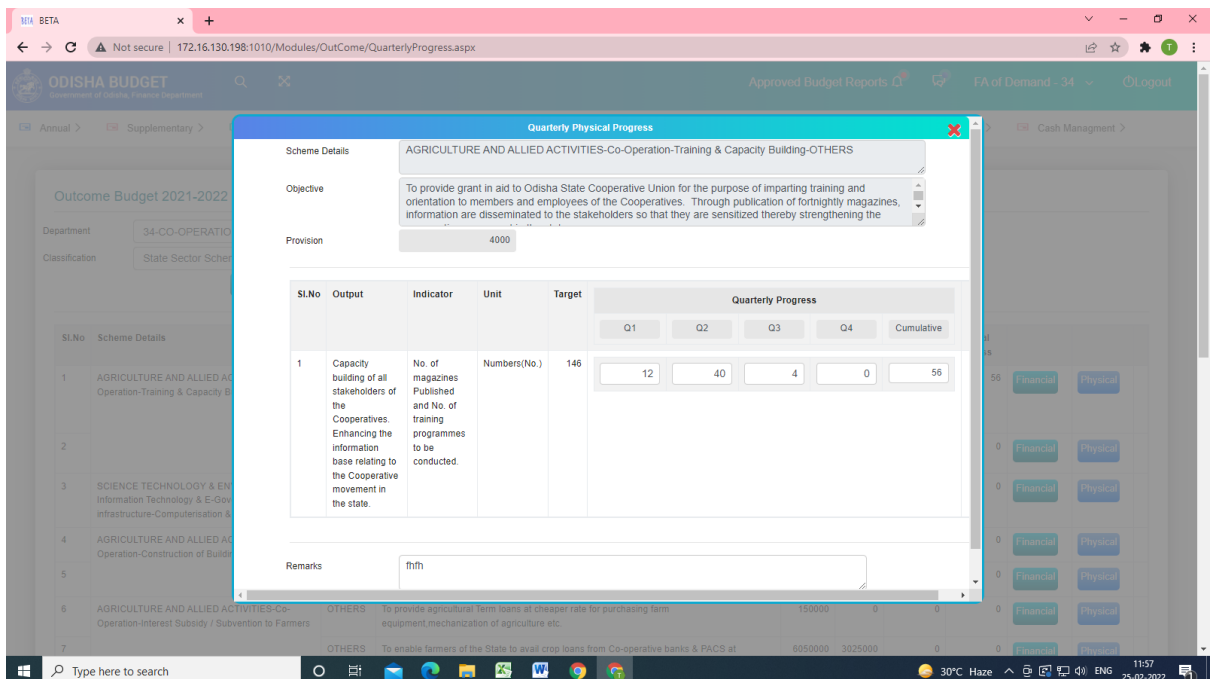 BETA BETA
Not secure | 172.16.130.198:1010/Modules/OutCome/QuarterlyProgress.aspx
T
ODISHA BUDGET
Government of Odisha, Finance Department
Approved Budget Reports
FA of Demand - 34
Logout
Annual >
Supplementary >
Cash Managment >
Quarterly Physical Progress
Outcome Budget 2021-2022
Department
34-CO-OPERATIO
Classification
State Sector Scher
Scheme Details
AGRICULTURE AND ALLIED ACTIVITIES-Co-Operation-Training & Capacity Building-OTHERS
Objective
To provide grant in aid to Odisha State Cooperative Union for the purpose of imparting training and
orientation to members and employees of the Cooperatives. Through publication of fortnightly magazines,
information are disseminated to the stakeholders so that they are sensitized thereby strengthening the
Provision
4000
Sl.No Output Indicator Unit Target Quarterly Progress
Q1 Q2 Q3 Q4 Cumulative
1
Capacity
building of all
stakeholders of
the
Cooperatives.
Enhancing the
information
base relating to
the Cooperative
movement in
the state.
No. of
magazines
Published
and No. of
training
programmes
to be
conducted.
Numbers(No.)
146
12 40 4 0 56
Remarks
fhfh
Sl.No Scheme Details
1 AGRICULTURE AND ALLIED AC
Operation-Training & Capacity B
56 Financial Physical
2
0 Financial Physical
3 SCIENCE TECHNOLOGY & EN
Information Technology & E-Gov
infrastructure-Computerisation &
0 Financial Physical
4 AGRICULTURE AND ALLIED AC
Operation-Construction of Buildi
0 Financial Physical
5
0 Financial Physical
6 AGRICULTURE AND ALLIED ACTIVITIES-Co-
Operation-Interest Subsidy / Subvention to Farmers
OTHERS To provide agricultural Term loans at cheaper rate for purchasing farm
equipment,mechanization of agriculture etc.
150000 0 0 0 Financial Physical
7
OTHERS To enable farmers of the State to avail crop loans from Co-operative banks & PACS at
6050000 3025000 0 0 Financial Physical
Type here to search
30°C Haze
ENG
11:57
25-02-2022